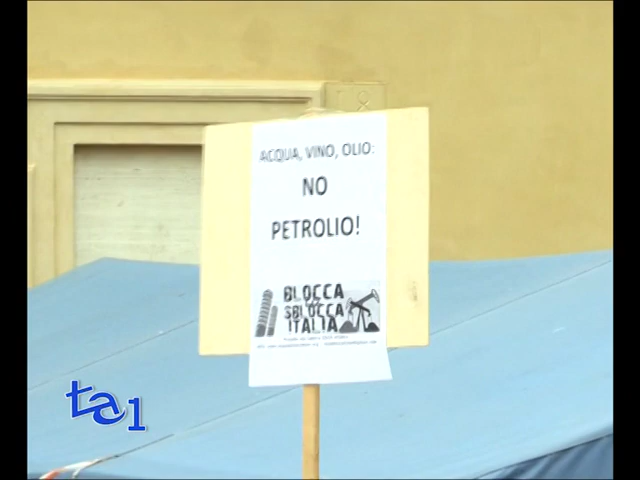 ACQUA, VINO, OLIO:
NO
PETROLIO!
BLOCCA
SBLOCCA
ITALIA
ta1